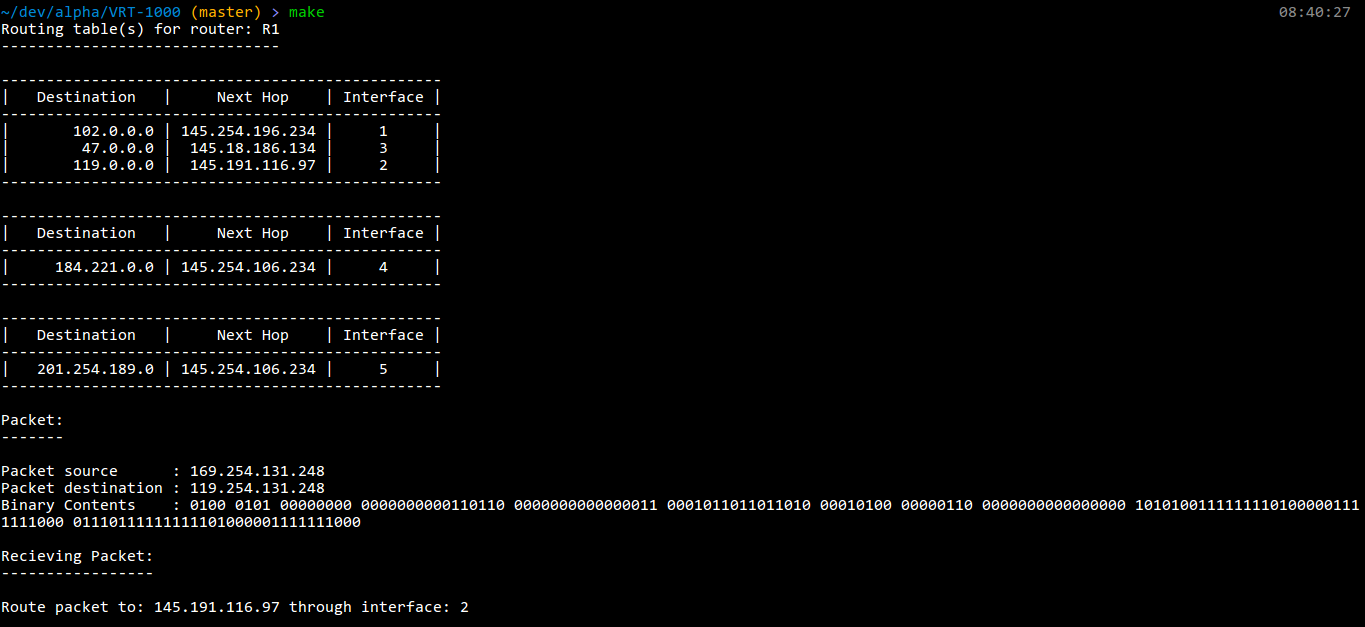 ~/dev/alpha/VRT-1000 (master) > make 08:40:27
Routing table(s) for router: R1
-------------------------------
-------------------------------------------------
|   Destination   |     Next Hop    | Interface |
-------------------------------------------------
|       102.0.0.0 | 145.254.196.234 |     1     |
|        47.0.0.0 |  145.18.186.134 |     3     |
|       119.0.0.0 |  145.191.116.97 |     2     |
-------------------------------------------------
-------------------------------------------------
|   Destination   |     Next Hop    | Interface |
-------------------------------------------------
|     184.221.0.0 | 145.254.106.234 |     4     |
-------------------------------------------------
-------------------------------------------------
|   Destination   |     Next Hop    | Interface |
-------------------------------------------------
|   201.254.189.0 | 145.254.106.234 |     5     |
-------------------------------------------------
Packet:
-------
Packet source      : 169.254.131.248
Packet destination : 119.254.131.248
Binary Contents    : 0100 0101 00000000 0000000000110110 0000000000000011 0001011011011010 00010100 00000110 0000000000000000 1010100111111110100000111
1111000 01110111111111101000001111111000
Recieving Packet:
-----------------
Route packet to: 145.191.116.97 through interface: 2